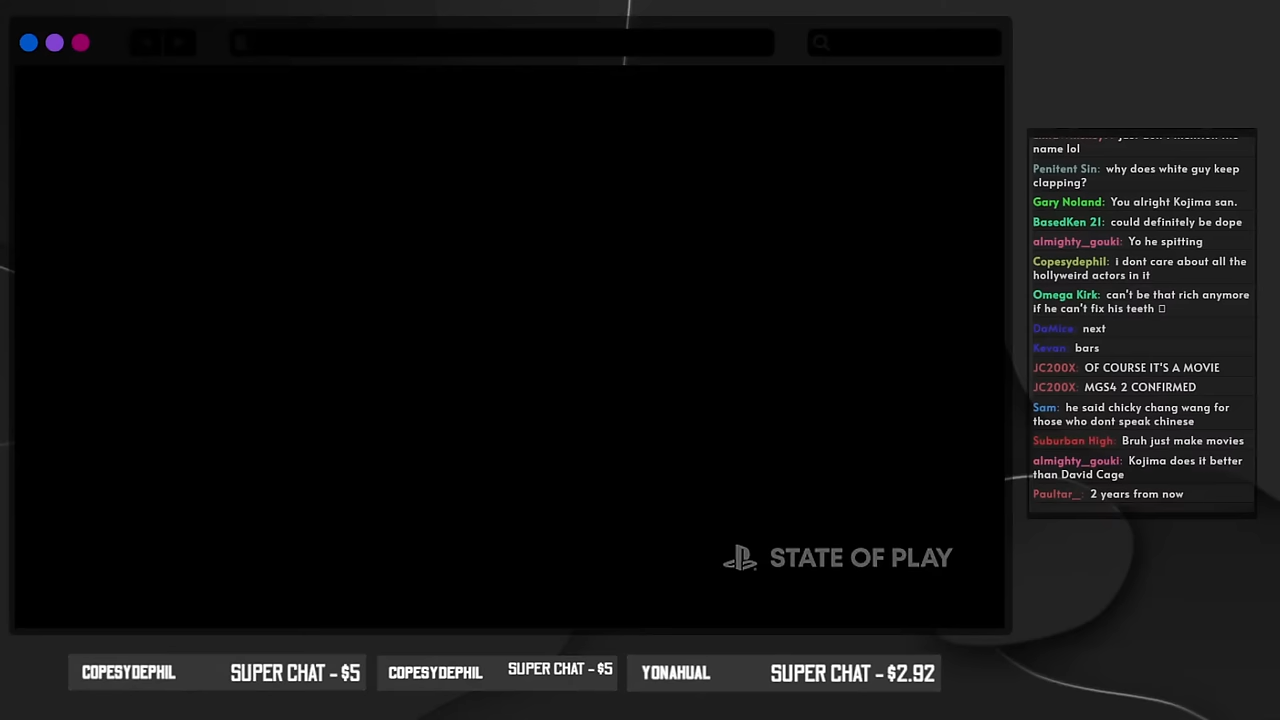 name lol
Penitent Sin: why does white guy keep
clapping?
Gary Noland: You alright Kojima san.
BasedKen 21: could definitely be dope
almighty_gouki: Yo he spitting
Copesydephil: i dont care about all the
hollyweird actors in it
Omega Kirk: can't be that rich anymore
if he can't fix his teeth
DaMice: next
Kevan: bars
JC200X: OF COURSE IT'S A MOVIE
JC200X: MGS4 2 CONFIRMED
Sam: he said chicky chang wang for
those who dont speak chinese
Suburban High: Bruh just make movies
almighty_gouki: Kojima does it better
than David Cage
Paultar_: 2 years from now
STATE OF PLAY
COPESYDEPHIL SUPER CHAT - $5
COPESYDEPHIL SUPER CHAT - $5
YONAHUAL SUPER CHAT - $2.92